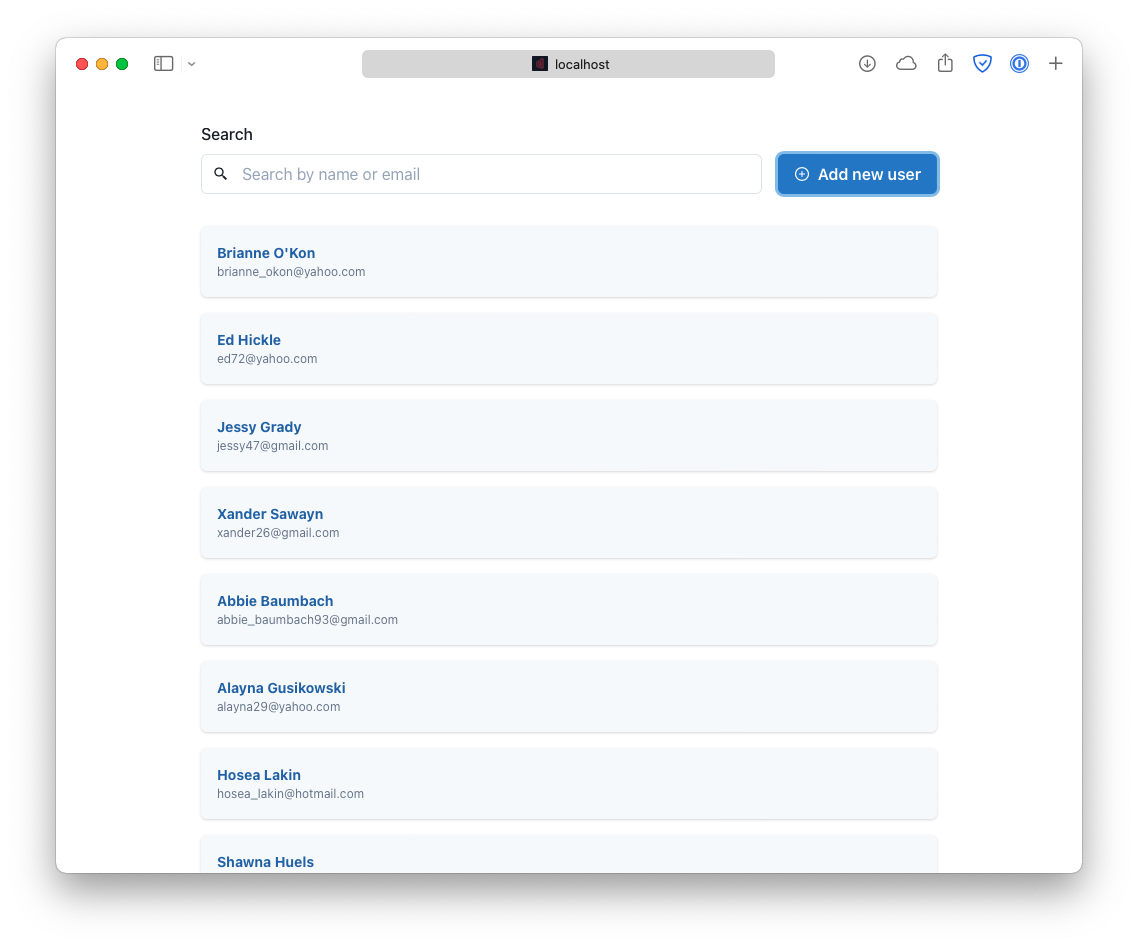 localhost
Search
Search by name or email
Add new user
Brianne O'Kon
brianne_okon@yahoo.com
Ed Hickle
ed72@yahoo.com
Jessy Grady
jessy47@gmail.com
Xander Sawayn
xander26@gmail.com
Abbie Baumbach
abbie_baumbach93@gmail.com
Alayna Gusikowski
alayna29@yahoo.com
Hosea Lakin
hosea_lakin@hotmail.com
Shawna Huels